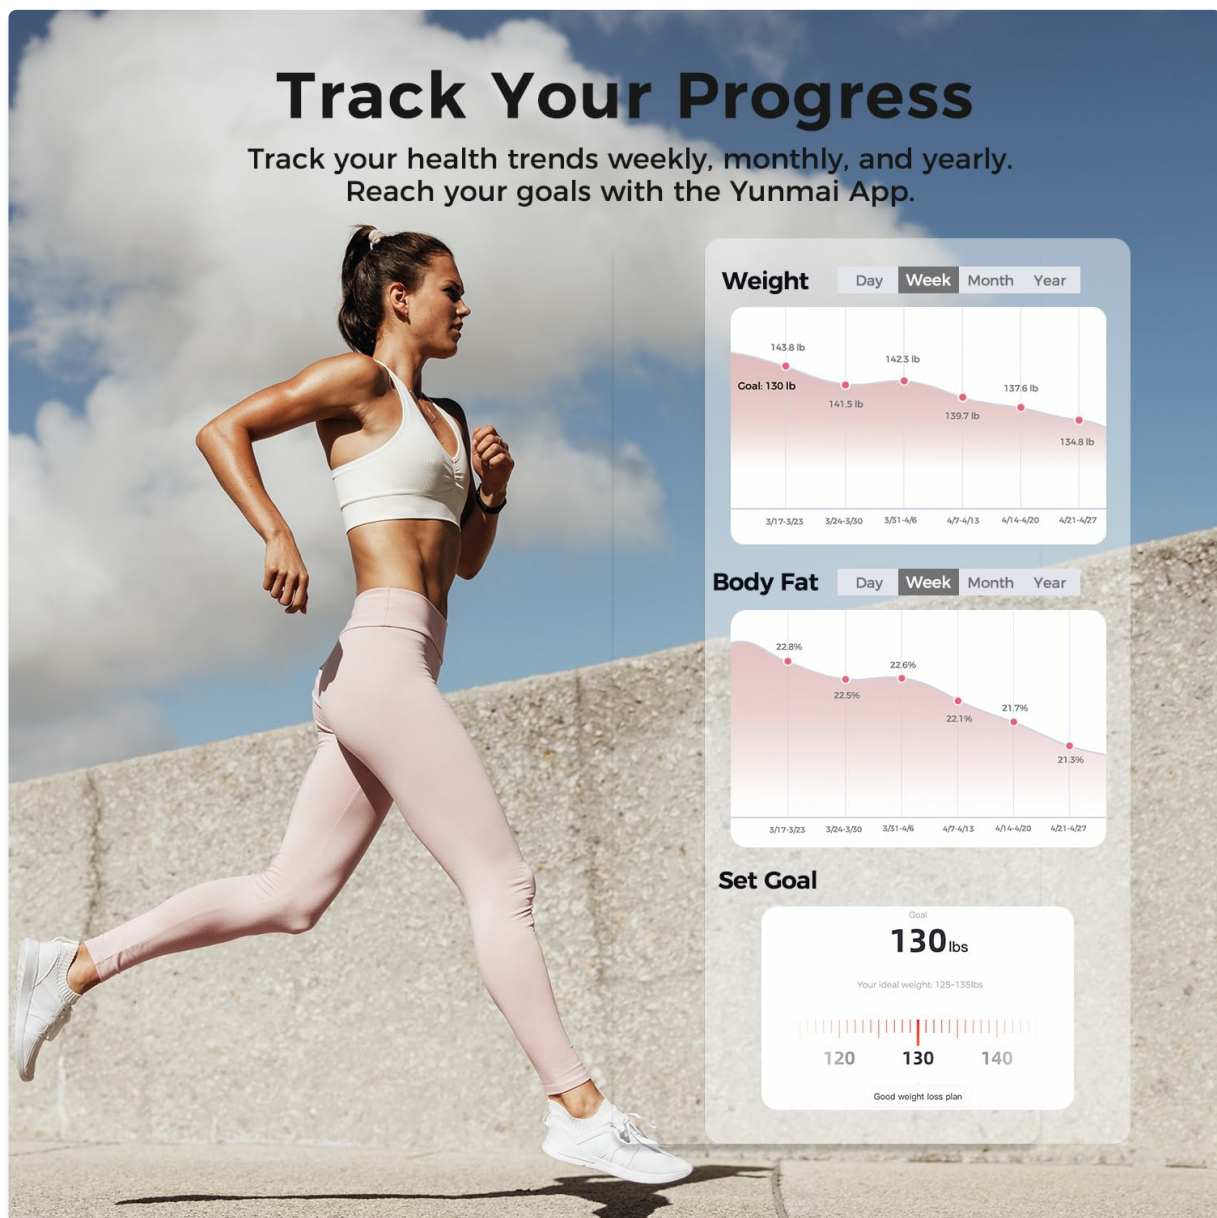 Track Your Progress
Track your health trends weekly, monthly, and yearly.
Reach your goals with the Yunmai App.
Weight
Day Week Month Year
143.8 lb
142.3 lb
Goal: 130 lb
137.6 lb
141.5 lb
139.7 lb
134.8 lb
3/17-3/23 3/24-3/30 3/31-4/6 4/7-4/13 4/14-4/20 4/21-4/27
Body Fat
Day Week Month Year
22.8%
22.6%
22.5%
21.7%
22.1%
21.3%
3/17-3/23 3/24-3/30 3/31-4/6 4/7-4/13 4/14-4/20 4/21-4/27
Set Goal
Goal
130 lbs
Your ideal weight: 125-135lbs
120 130 140
Good weight loss plan